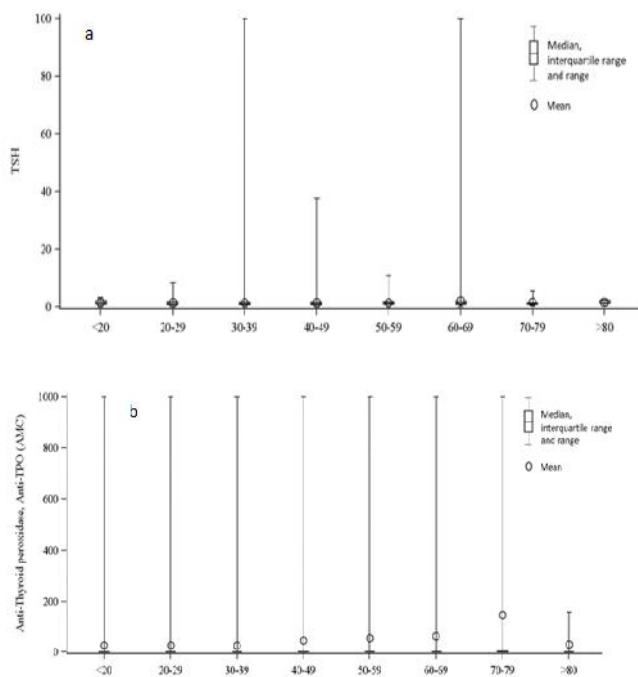 a
100
80
60
40
20
0
TSH
Median,
interquartile range
and range
Mean
<20 20-29 30-39 40-49 50-59 60-69 70-79 >80
b
1000
800
600
400
200
0
Anti-Thyroid peroxidase, Anti-TPO (AMC)
Median,
interquartile range
and range
Mean
<20 20-29 30-39 40-49 50-59 60-69 70-79 >80